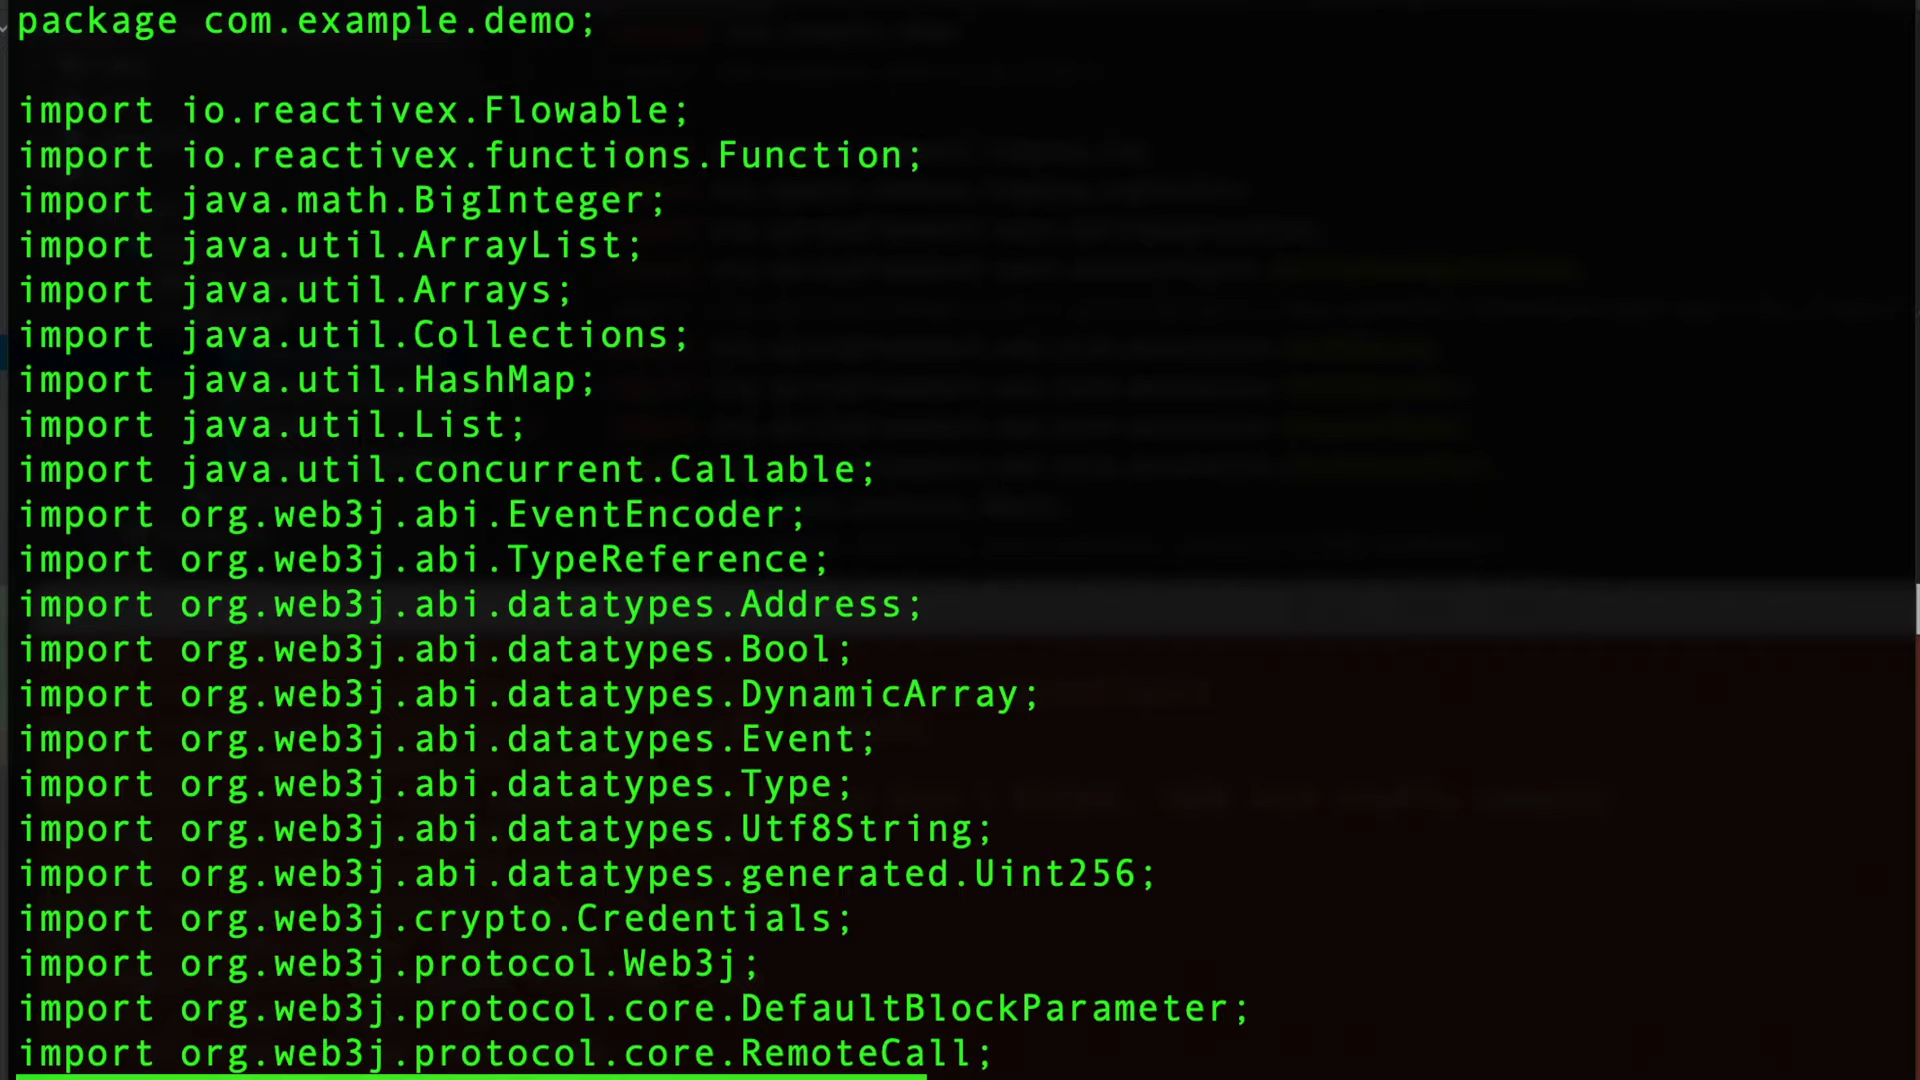 package com.example.demo;
import io.reactivex.Flowable;
import io.reactivex.functions.Function;
import java.math.BigInteger;
import java.util.ArrayList;
import java.util.Arrays;
import java.util.Collections;
import java.util.HashMap;
import java.util.List;
import java.util.concurrent.Callable;
import org.web3j.abi.EventEncoder;
import org.web3j.abi.TypeReference;
import org.web3j.abi.datatypes.Address;
import org.web3j.abi.datatypes.Bool;
import org.web3j.abi.datatypes.DynamicArray;
import org.web3j.abi.datatypes.Event;
import org.web3j.abi.datatypes.Type;
import org.web3j.abi.datatypes.Utf8String;
import org.web3j.abi.datatypes.generated.Uint256;
import org.web3j.crypto.Credentials;
import org.web3j.protocol.Web3j;
import org.web3j.protocol.core.DefaultBlockParameter;
import org.web3j.protocol.core.RemoteCall;